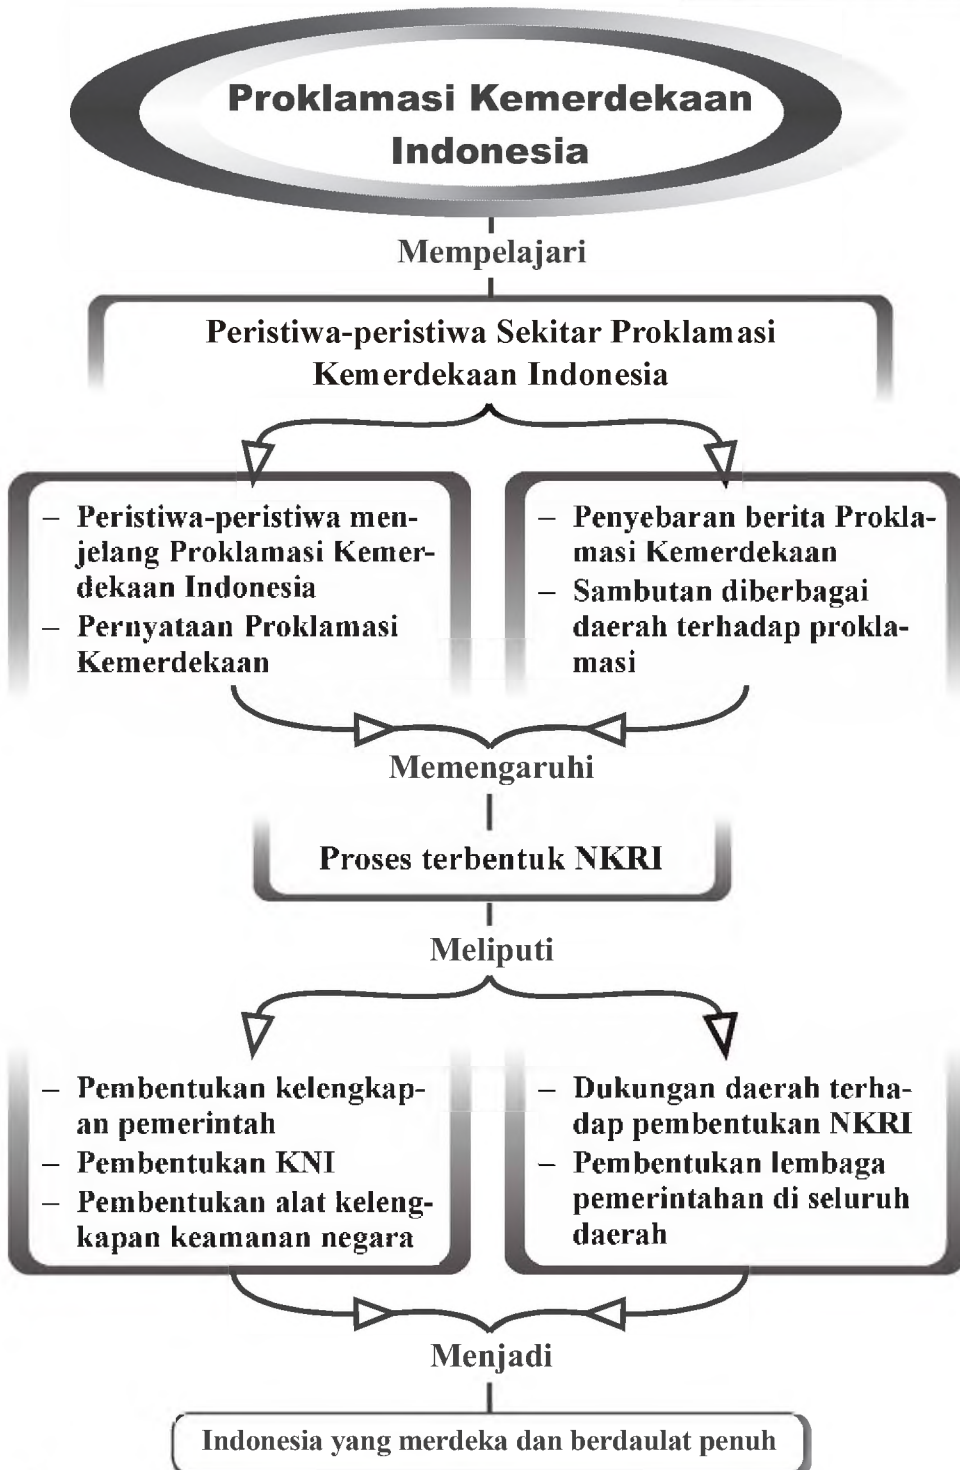 Proklamasi Kemerdekaan
Indonesia
Mempelajari
Peristiwa-peristiwa Sekitar Proklamasi
Kemerdekaan Indonesia
– Peristiwa-peristiwa men-
jelang Proklamasi Kemer-
dekaan Indonesia
– Pernyataan Proklamasi
Kemerdekaan
– Penyebaran berita Prokla-
masi Kemerdekaan
– Sambutan diberbagai
daerah terhadap prokla-
masi
Memengaruhi
Proses terbentuk NKRI
Meliputi
– Pembentukan kelengkap-
an pemerintah
– Pembentukan KNI
– Pembentukan alat keleng-
kapan keamanan negara
– Dukungan daerah terha-
dap pembentukan NKRI
– Pembentukan lembaga
pemerintahan di seluruh
daerah
Menjadi
Indonesia yang merdeka dan berdaulat penuh